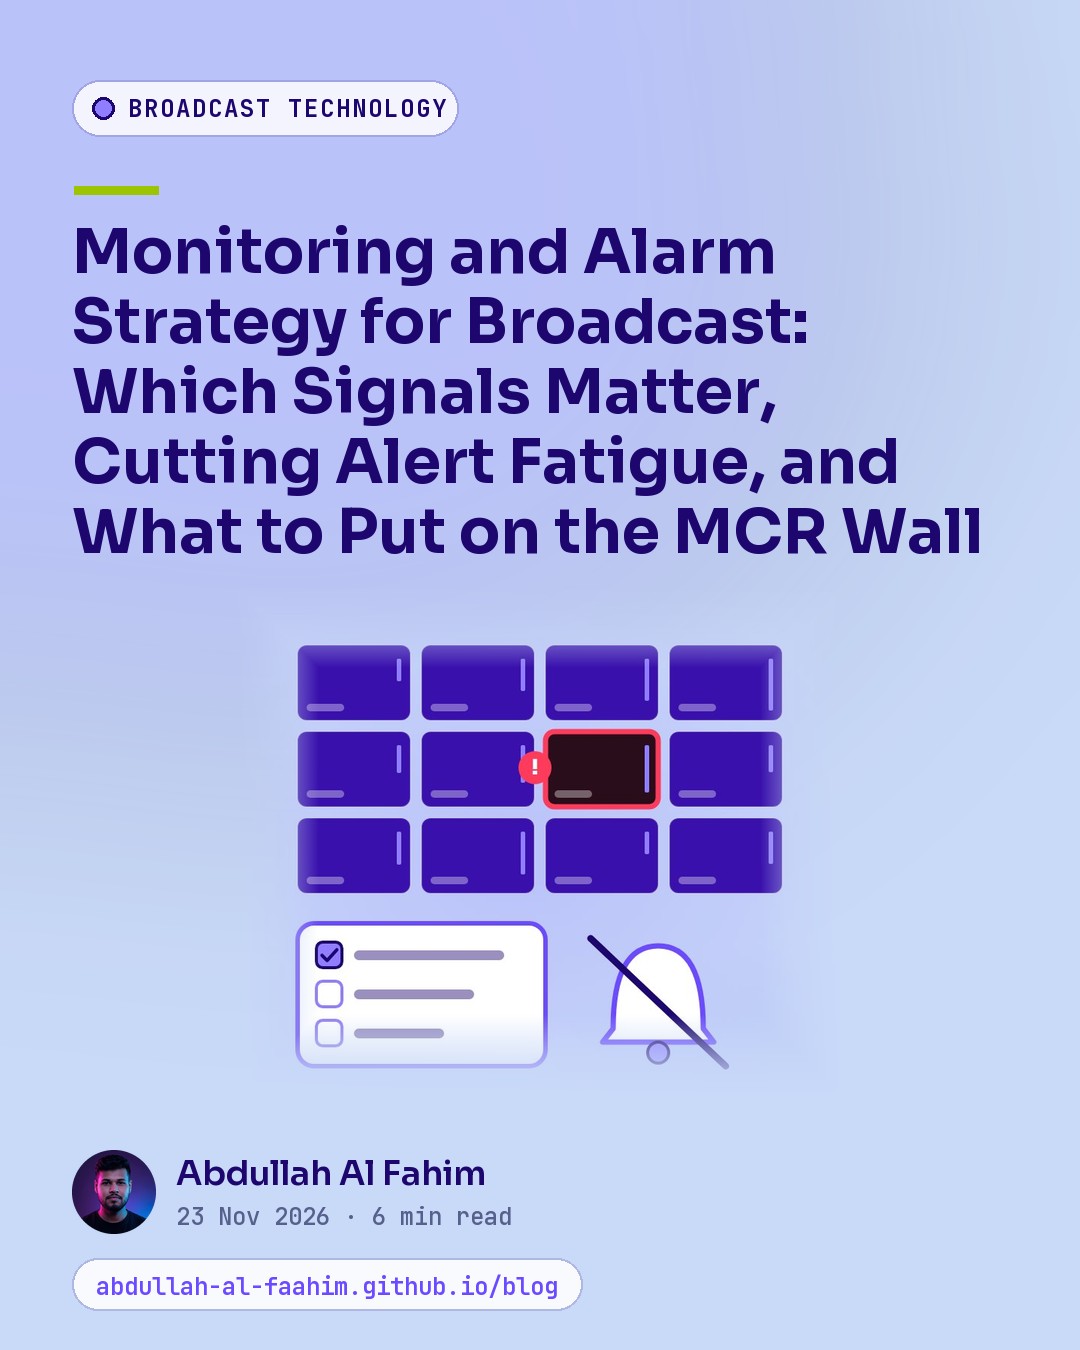 BROADCAST TECHNOLOGY
Monitoring and Alarm
Strategy for Broadcast:
Which Signals Matter,
Cutting Alert Fatigue, and
What to Put on the MCR Wall
!
Abdullah Al Fahim
23 Nov 2026 · 6 min read
abdullah-al-faahim.github.io/blog